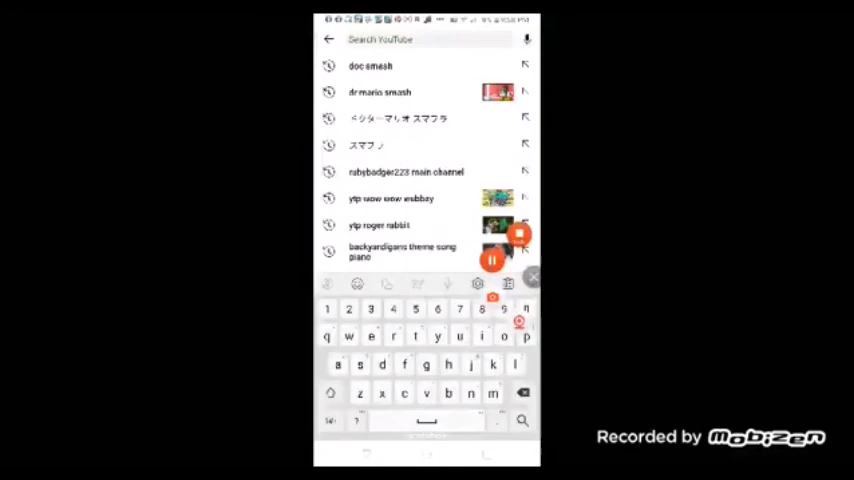 Search YouTube
doc smash
dr mario smash
ドクターマリオ スマブラ
スマブラ
rubybadger223 main channel
ytp wow wow wubbzy
ytp roger rabbit
backyardigans theme song
piano
1 2 3 4 5 6 7 8 9
q w e r t y u i o p
a s d f g h j k l
z x c v b n m
? .
Recorded by Mobizen